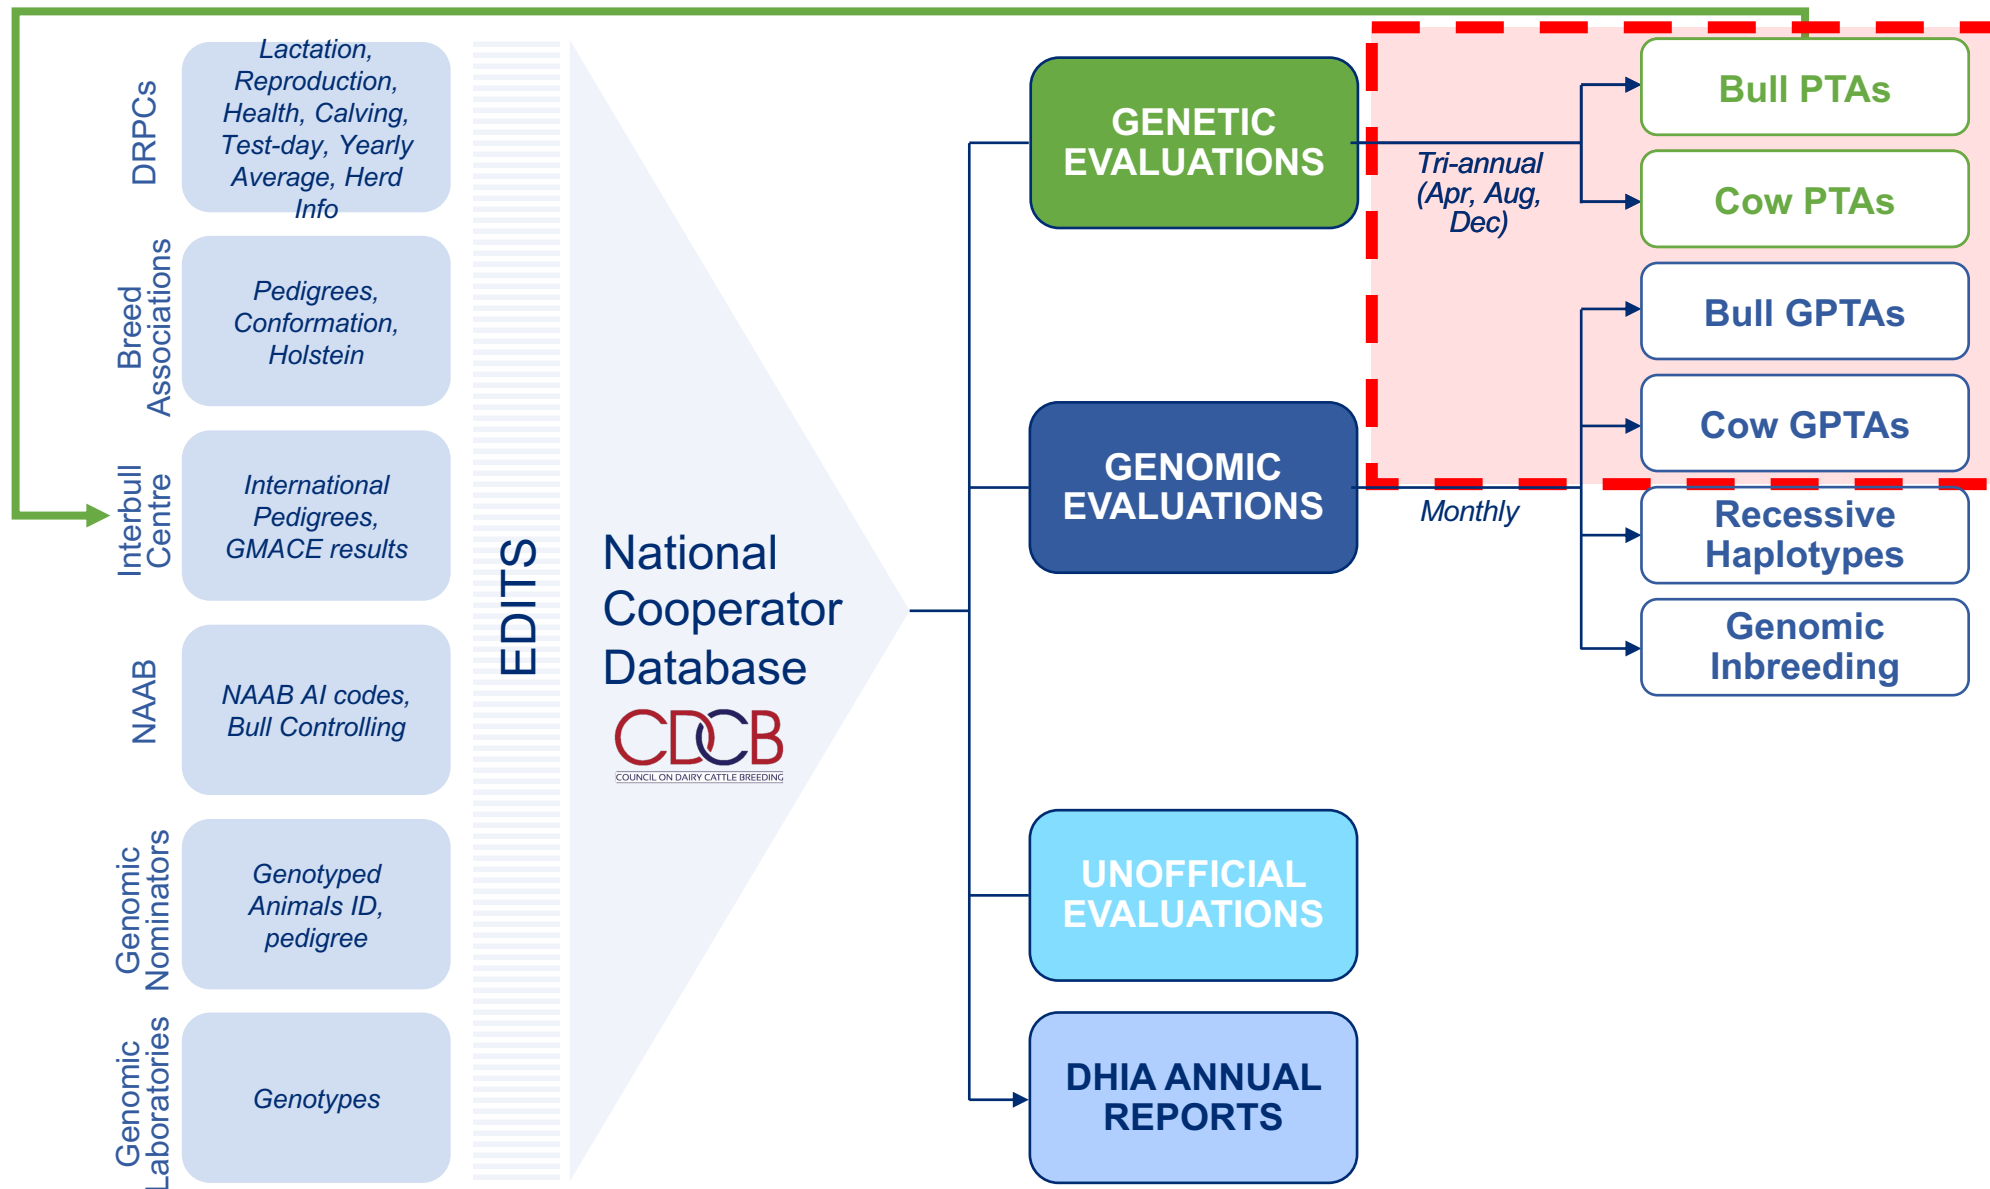 DRPCs
Lactation,
Reproduction,
Health, Calving,
Test-day, Yearly
Average, Herd
Info
Breed
Associations
Pedigrees,
Conformation,
Holstein
Interbull
Centre
International
Pedigrees,
GMACE results
NAAB
NAAB AI codes,
Bull Controlling
Genomic
Nominators
Genotyped
Animals ID,
pedigree
Genomic
Laboratories
Genotypes
EDITS
National
Cooperator
Database
CDCB
COUNCIL ON DAIRY CATTLE BREEDING
GENETIC
EVALUATIONS
Tri-annual
(Apr, Aug,
Dec)
Bull PTAs
Cow PTAs
GENOMIC
EVALUATIONS
Monthly
Bull GPTAs
Cow GPTAs
Recessive
Haplotypes
Genomic
Inbreeding
UNOFFICIAL
EVALUATIONS
DHIA ANNUAL
REPORTS